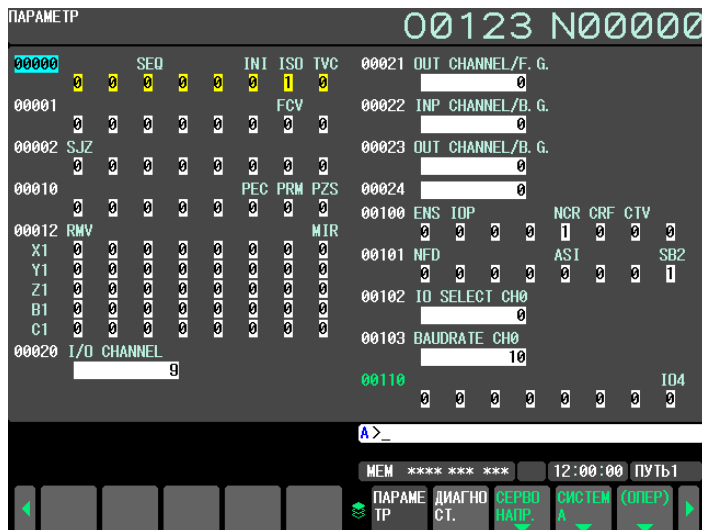 ПАРАМЕТР
O0123 N00000
00000 SEQ INI ISO TVC
0 0 0 0 0 0 1 0
00001 FCV
0 0 0 0 0 0 0 0
00002 SJZ
0 0 0 0 0 0 0 0
00010 PEC PRM PZS
0 0 0 0 0 0 0 0
00012 RMV MIR
X1 0 0 0 0 0 0 0 0
Y1 0 0 0 0 0 0 0 0
Z1 0 0 0 0 0 0 0 0
B1 0 0 0 0 0 0 0 0
C1 0 0 0 0 0 0 0 0
00020 I/O CHANNEL
9
00021 OUT CHANNEL/F.G.
0
00022 INP CHANNEL/B.G.
0
00023 OUT CHANNEL/B.G.
0
00024 0
00100 ENS IOP NCR CRF CTV
0 0 0 0 1 0 0 0
00101 NFD ASI SB2
0 0 0 0 0 0 0 1
00102 IO SELECT CH0
0
00103 BAUDRATE CH0
10
00110 IO4
0 0 0 0 0 0 0 0
A>_
MEM **** *** *** 12:00:00 ПУТЬ1
ПАРАМЕ ДИАГНО СЕРВО СИСТЕМ (ОПЕР)
ТР СТ. НАПР. А